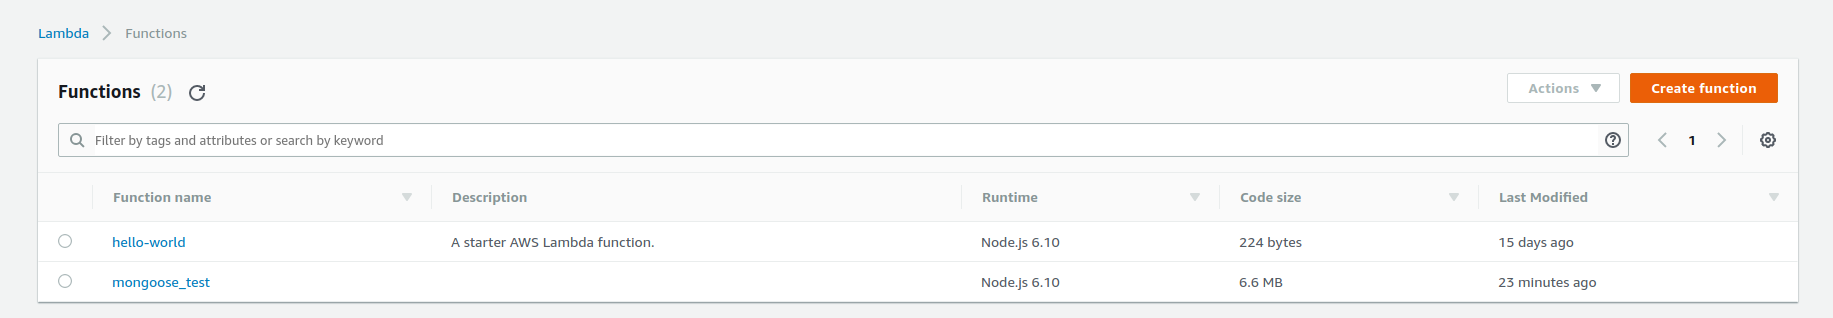 Lambda Functions
Functions (2)
Actions Create function
Filter by tags and attributes or search by keyword 1
Function name Description Runtime Code size Last Modified
hello-world A starter AWS Lambda function. Node.js 6.10 224 bytes 15 days ago
mongoose_test Node.js 6.10 6.6 MB 23 minutes ago